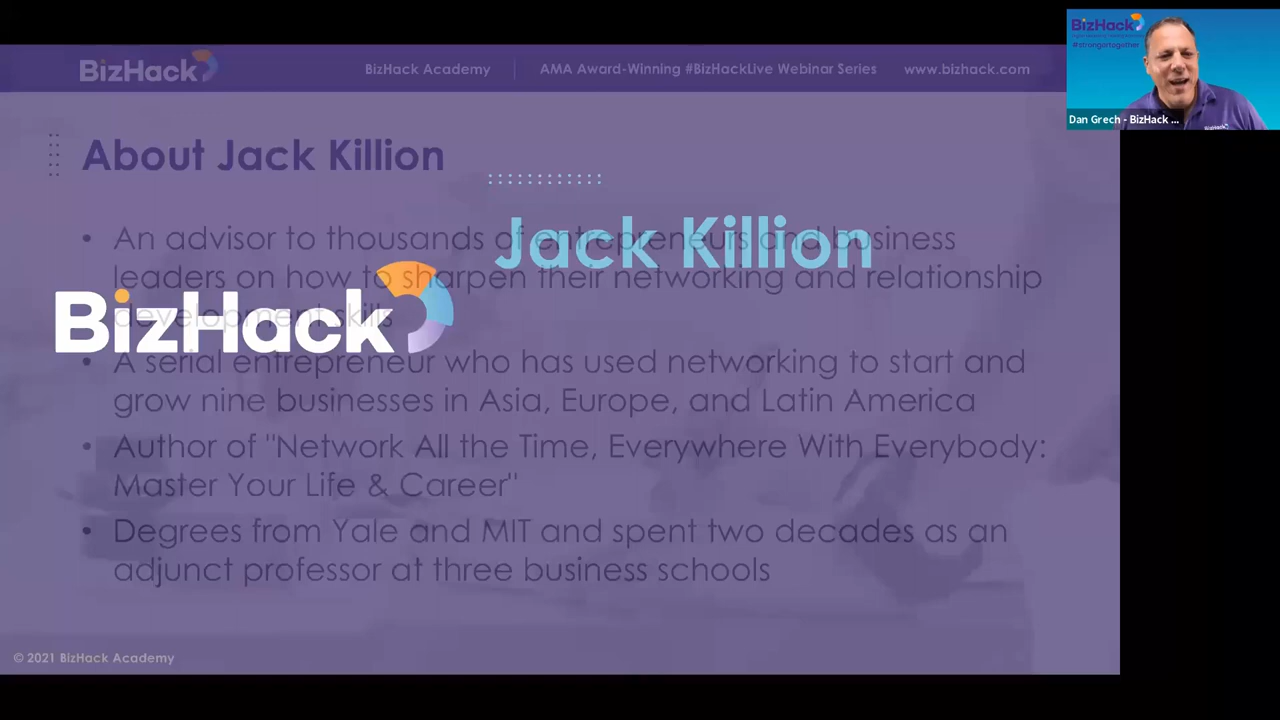 BizHack
BizHack Academy
AMA Award-Winning #BizHackLive Webinar Series
www.bizhack.com
BizHack
#strongertogether
BizHack
Dan Grech - BizHack ...
About Jack Killion
Jack Killion
• An advisor to thousands of entrepreneurs and business
leaders on how to sharpen their networking and relationship
development skills
BizHack
• A serial entrepreneur who has used networking to start and
grow nine businesses in Asia, Europe, and Latin America
• Author of "Network All the Time, Everywhere With Everybody:
Master Your Life & Career"
• Degrees from Yale and MIT and spent two decades as an
adjunct professor at three business schools
© 2021 BizHack Academy